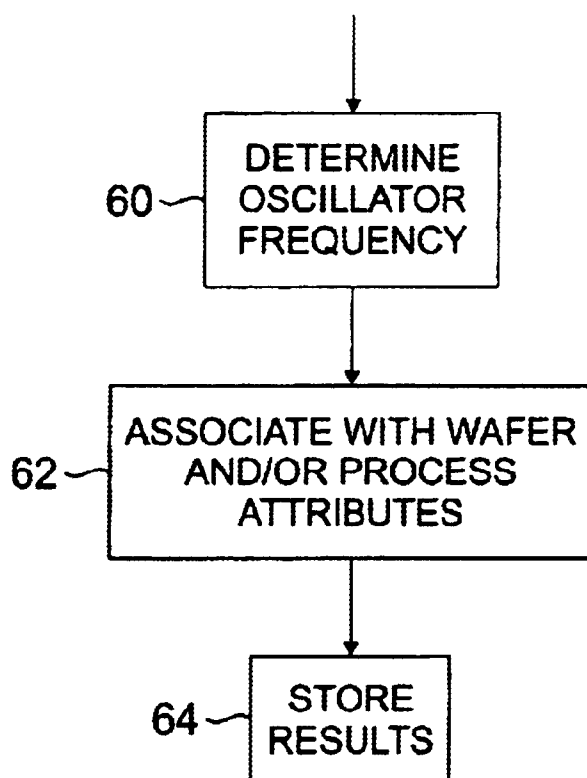 60
DETERMINE
OSCILLATOR
FREQUENCY
62
ASSOCIATE WITH WAFER
AND/OR PROCESS
ATTRIBUTES
64
STORE
RESULTS